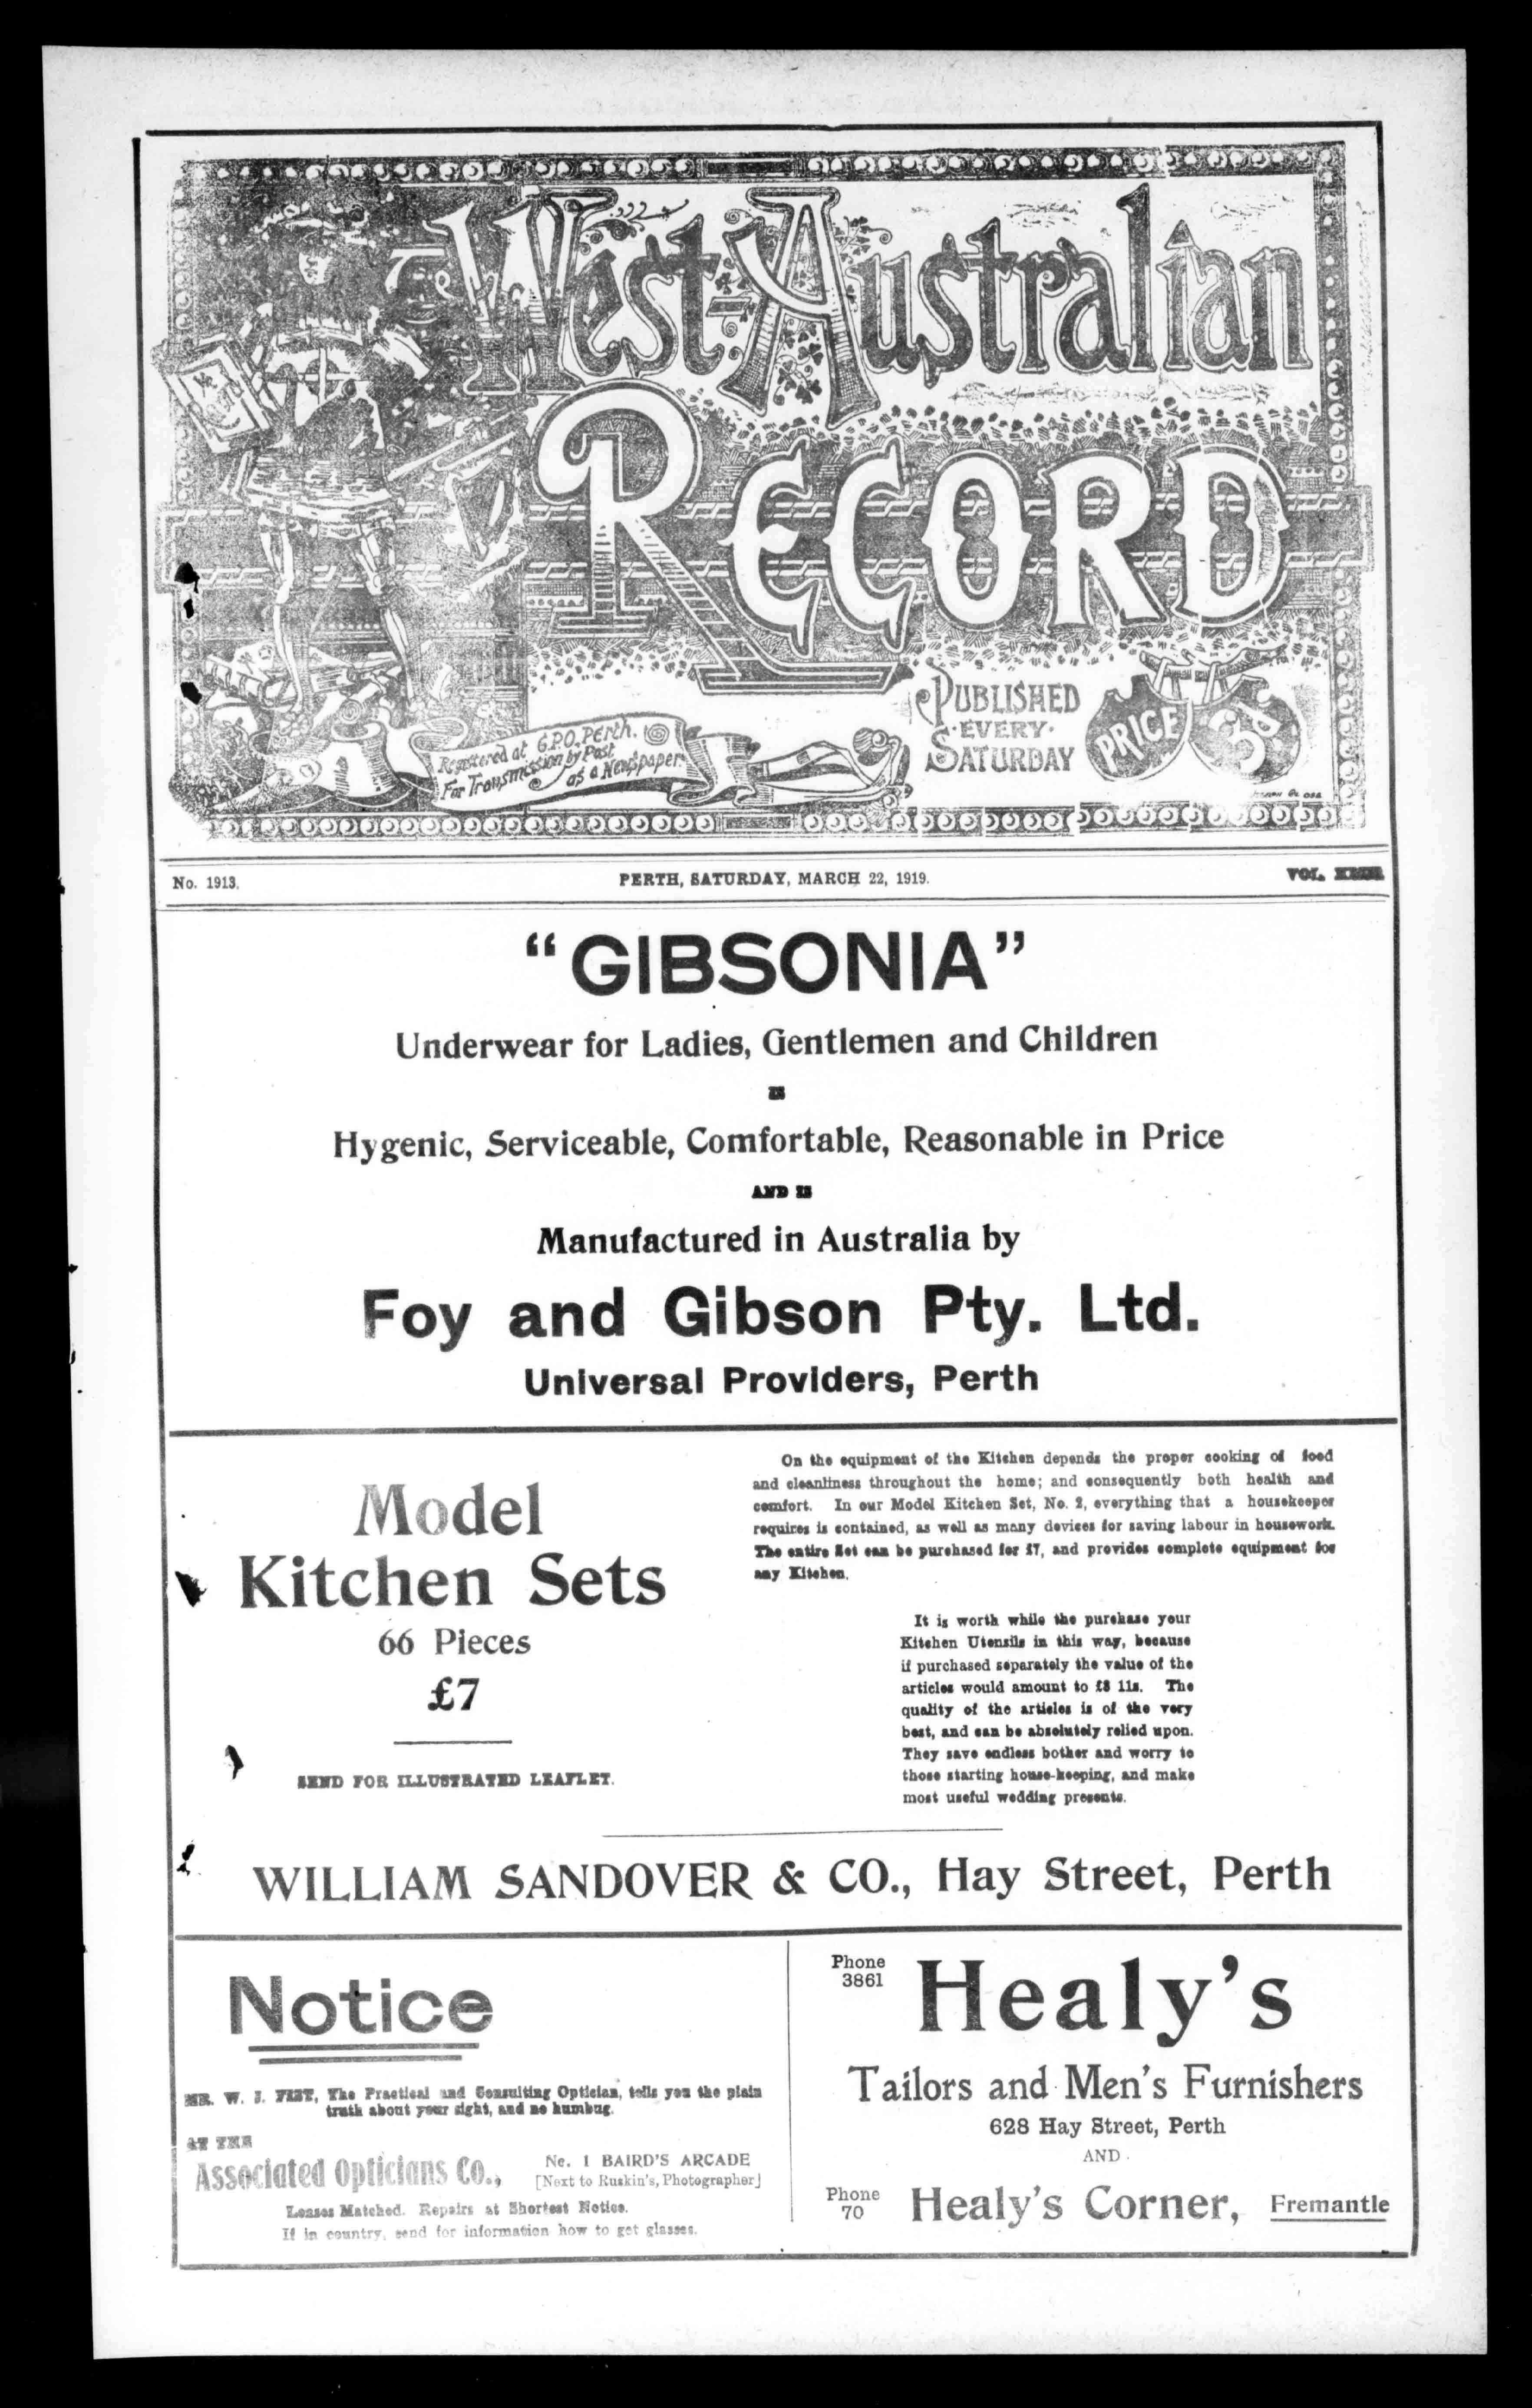 The West-Australian
RECORD
PUBLISHED
EVERY
SATURDAY
PRICE 3D
Registered at G.P.O. Perth.
For Transmission by Post
as a Newspaper
No. 1913.
PERTH, SATURDAY, MARCH 22, 1919.
VOL.
"GIBSONIA"
Underwear for Ladies, Gentlemen and Children
IS
Hygenic, Serviceable, Comfortable, Reasonable in Price
AND IS
Manufactured in Australia by
Foy and Gibson Pty. Ltd.
Universal Providers, Perth
Model
Kitchen Sets
66 Pieces
£7
SEND FOR ILLUSTRATED LEAFLET.
On the equipment of the Kitchen depends the proper cooking of food
and cleanliness throughout the home; and consequently both health and
comfort. In our Model Kitchen Set, No. 2, everything that a housekeeper
requires is contained, as well as many devices for saving labour in housework.
The entire Set can be purchased for £7, and provides complete equipment for
any Kitchen.
It is worth while the purchase your
Kitchen Utensils in this way, because
if purchased separately the value of the
articles would amount to £8 11s. The
quality of the articles is of the very
best, and can be absolutely relied upon.
They save endless bother and worry to
those starting house-keeping, and make
most useful wedding presents.
WILLIAM SANDOVER & CO., Hay Street, Perth
Notice
MR. W. J. The Practical and Consulting Optician, tells you the plain
truth about your sight, and no humbug.
AT THE
Associated Opticians Co.,
No. 1 BAIRD'S ARCADE
[Next to Ruskin's, Photographer]
Lenses Matched. Repairs at Shortest Notice.
If in country, send for information how to get glasses.
Phone
3861
Healy's
Tailors and Men's Furnishers
628 Hay Street, Perth
AND
Phone
70
Healy's Corner, Fremantle